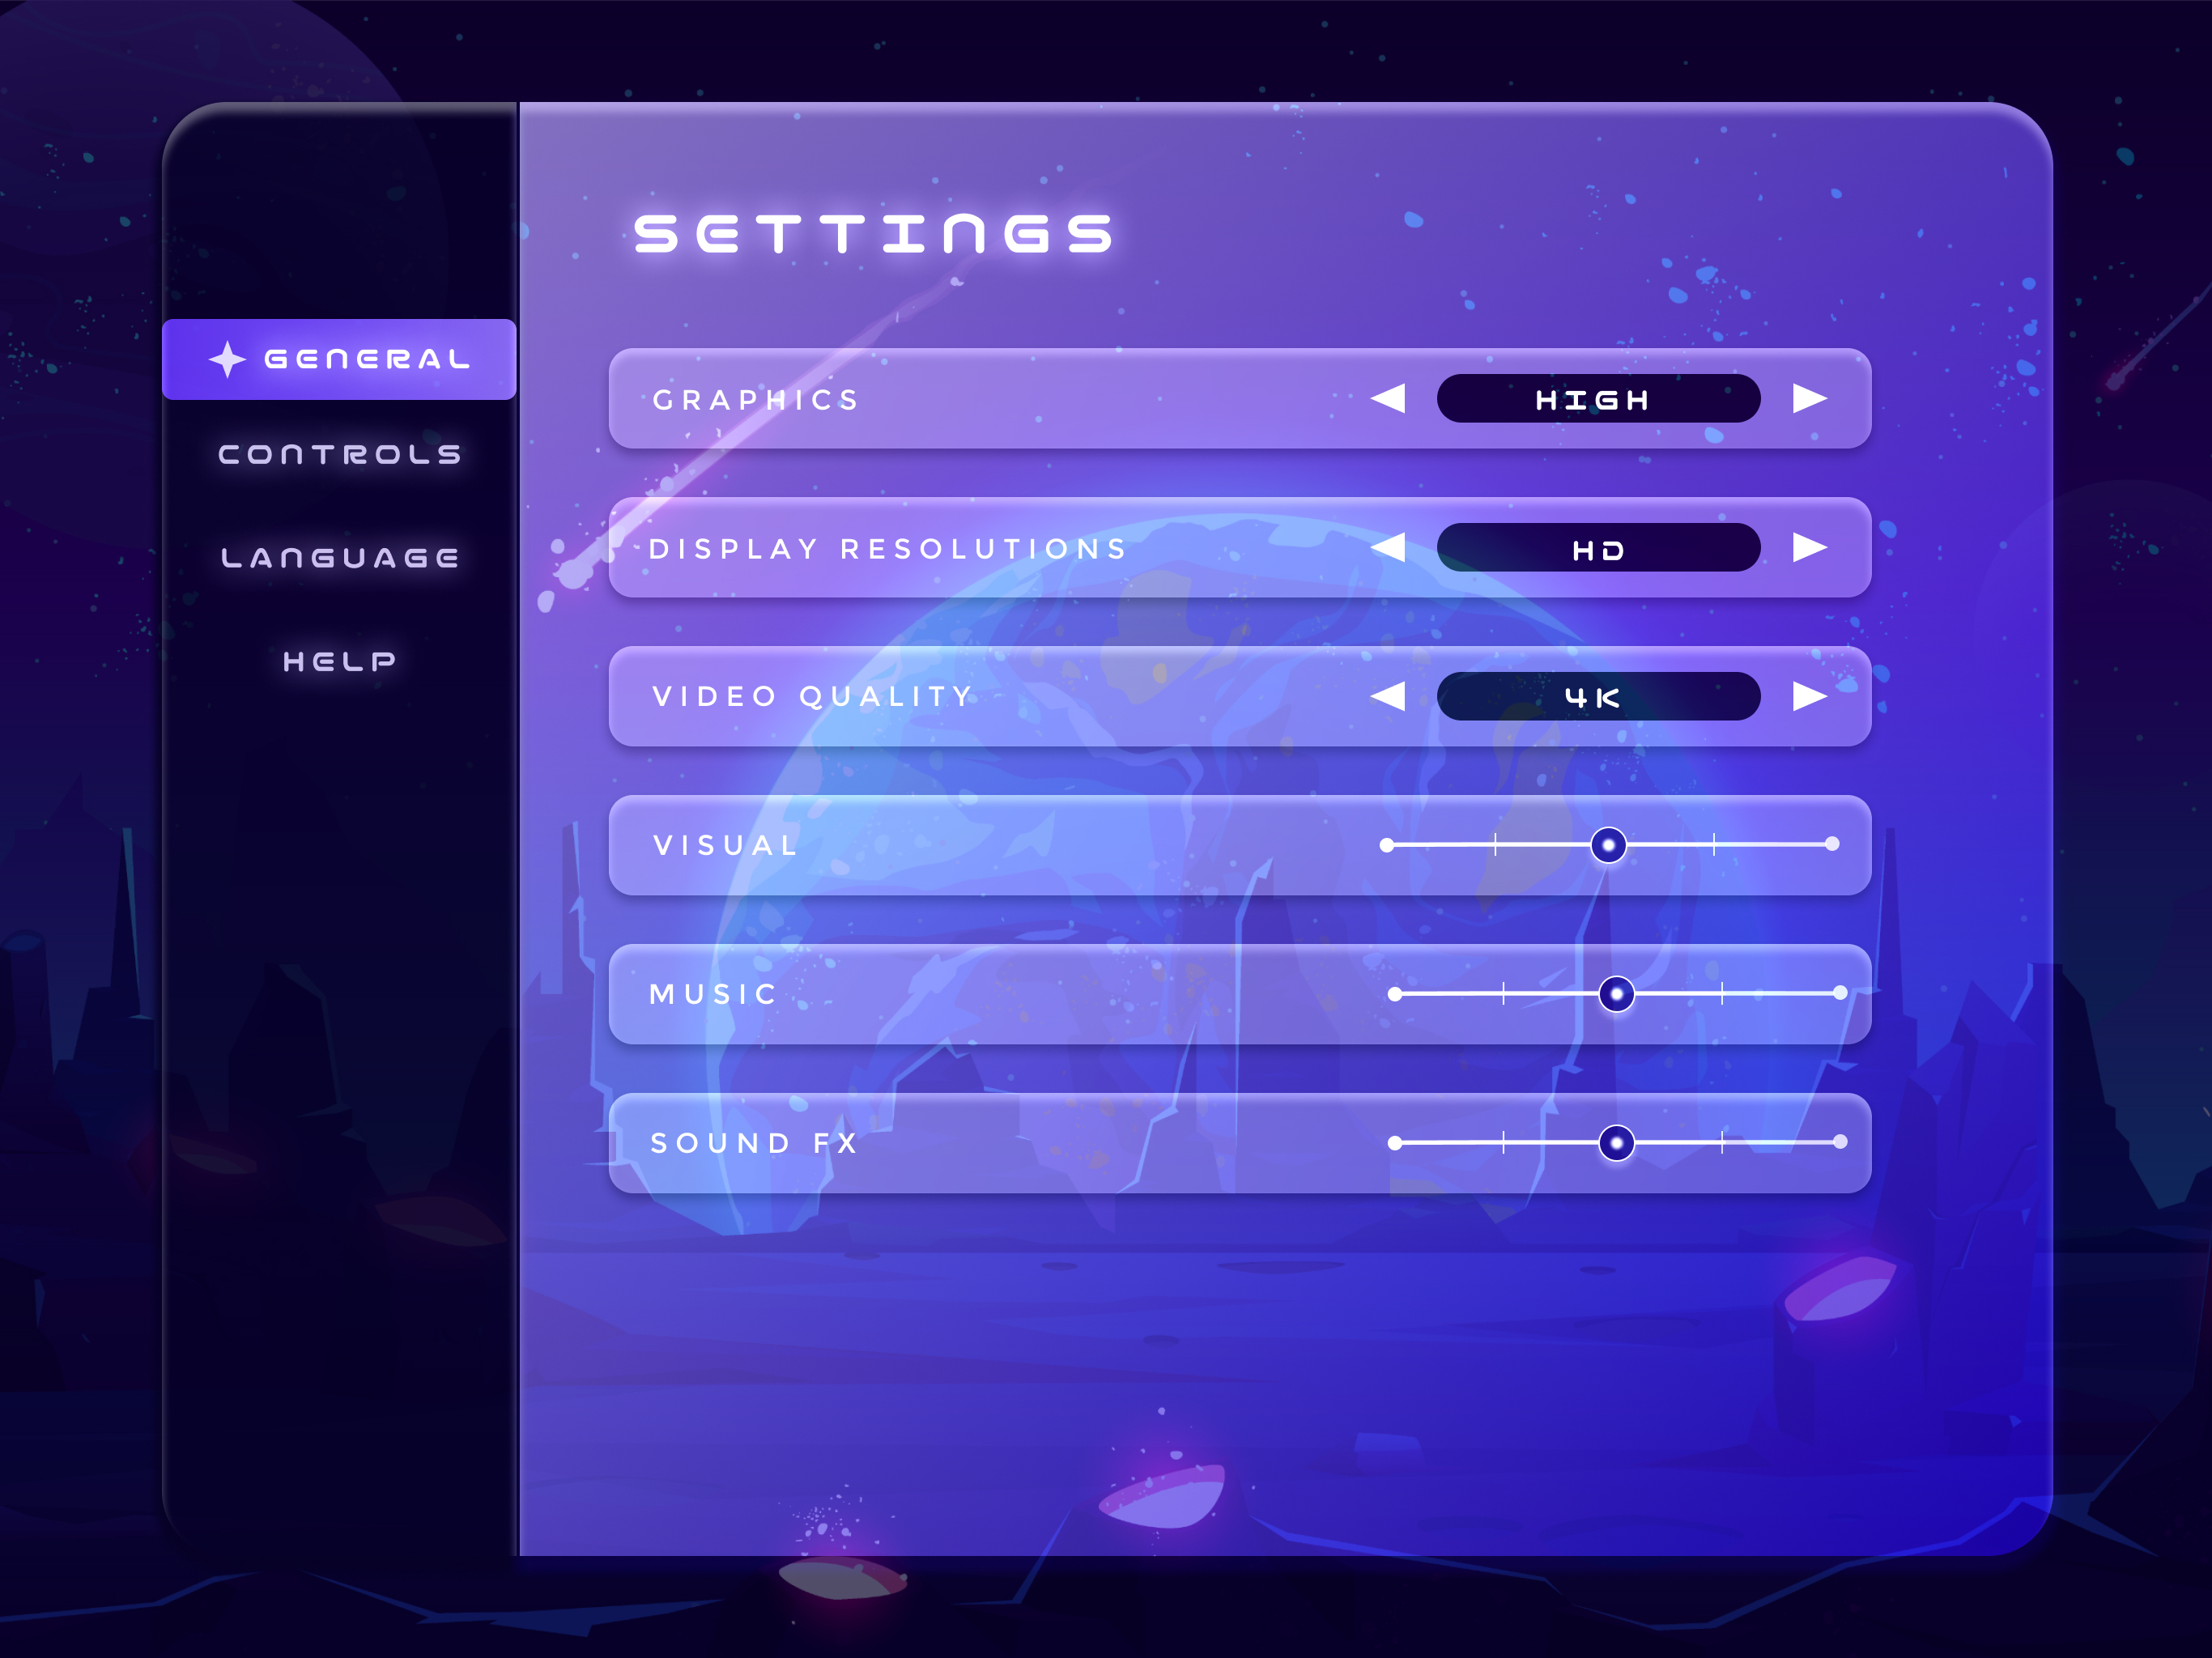 SETTINGS
GENERAL
CONTROLS
LANGUAGE
HELP
GRAPHICS HIGH
DISPLAY RESOLUTIONS HD
VIDEO QUALITY 4K
VISUAL
MUSIC
SOUND FX